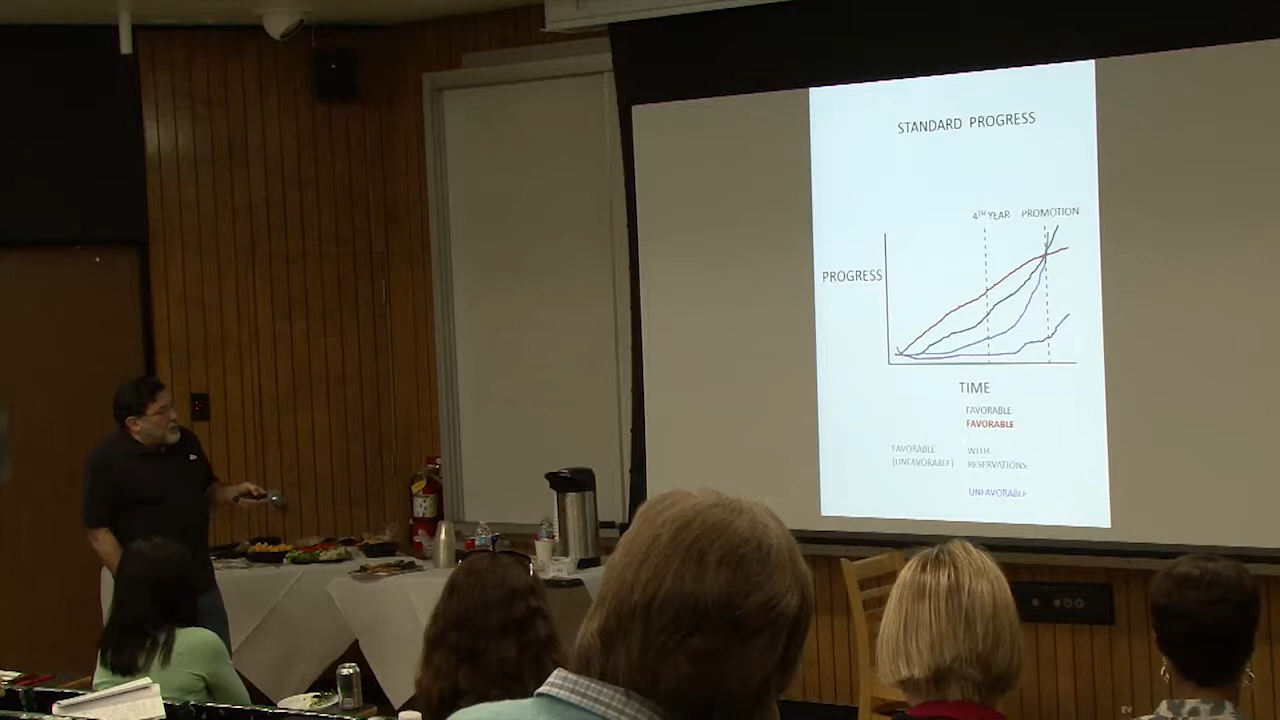 STANDARD PROGRESS
4TH YEAR PROMOTION
PROGRESS
TIME
FAVORABLE
FAVORABLE
FAVORABLE WITH
(UNFAVORABLE) RESERVATIONS
UNFAVORABLE